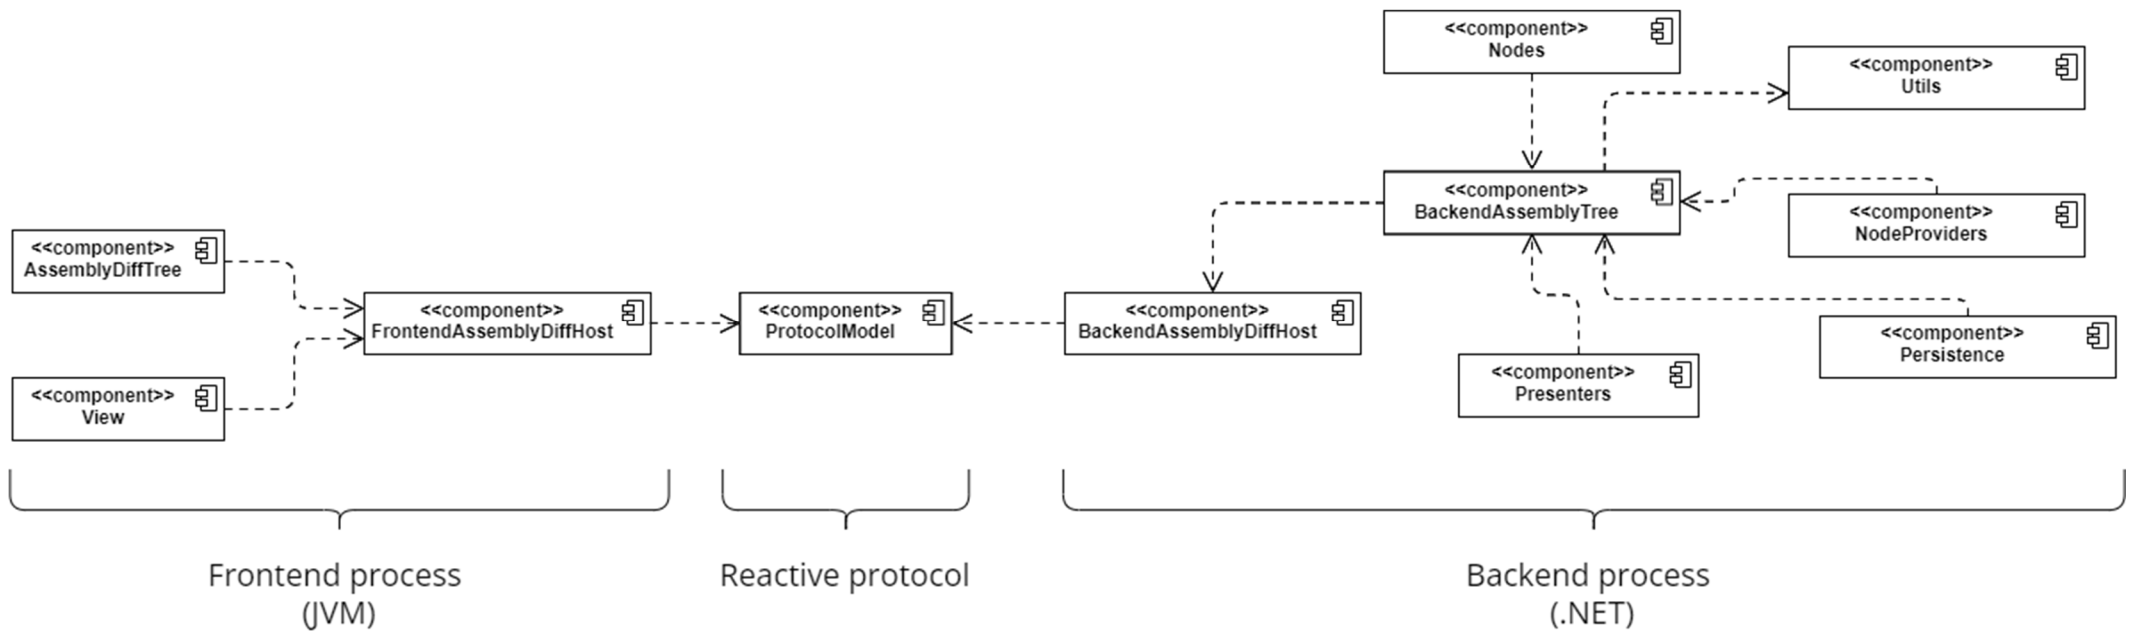 <<component>>
Nodes
<<component>>
Utils
<<component>>
BackendAssemblyTree
<<component>>
NodeProviders
<<component>>
AssemblyDiffTree
<<component>>
FrontendAssemblyDiffHost
<<component>>
ProtocolModel
<<component>>
BackendAssemblyDiffHost
<<component>>
Persistence
<<component>>
View
<<component>>
Presenters
Frontend process
(JVM)
Reactive protocol
Backend process
(.NET)